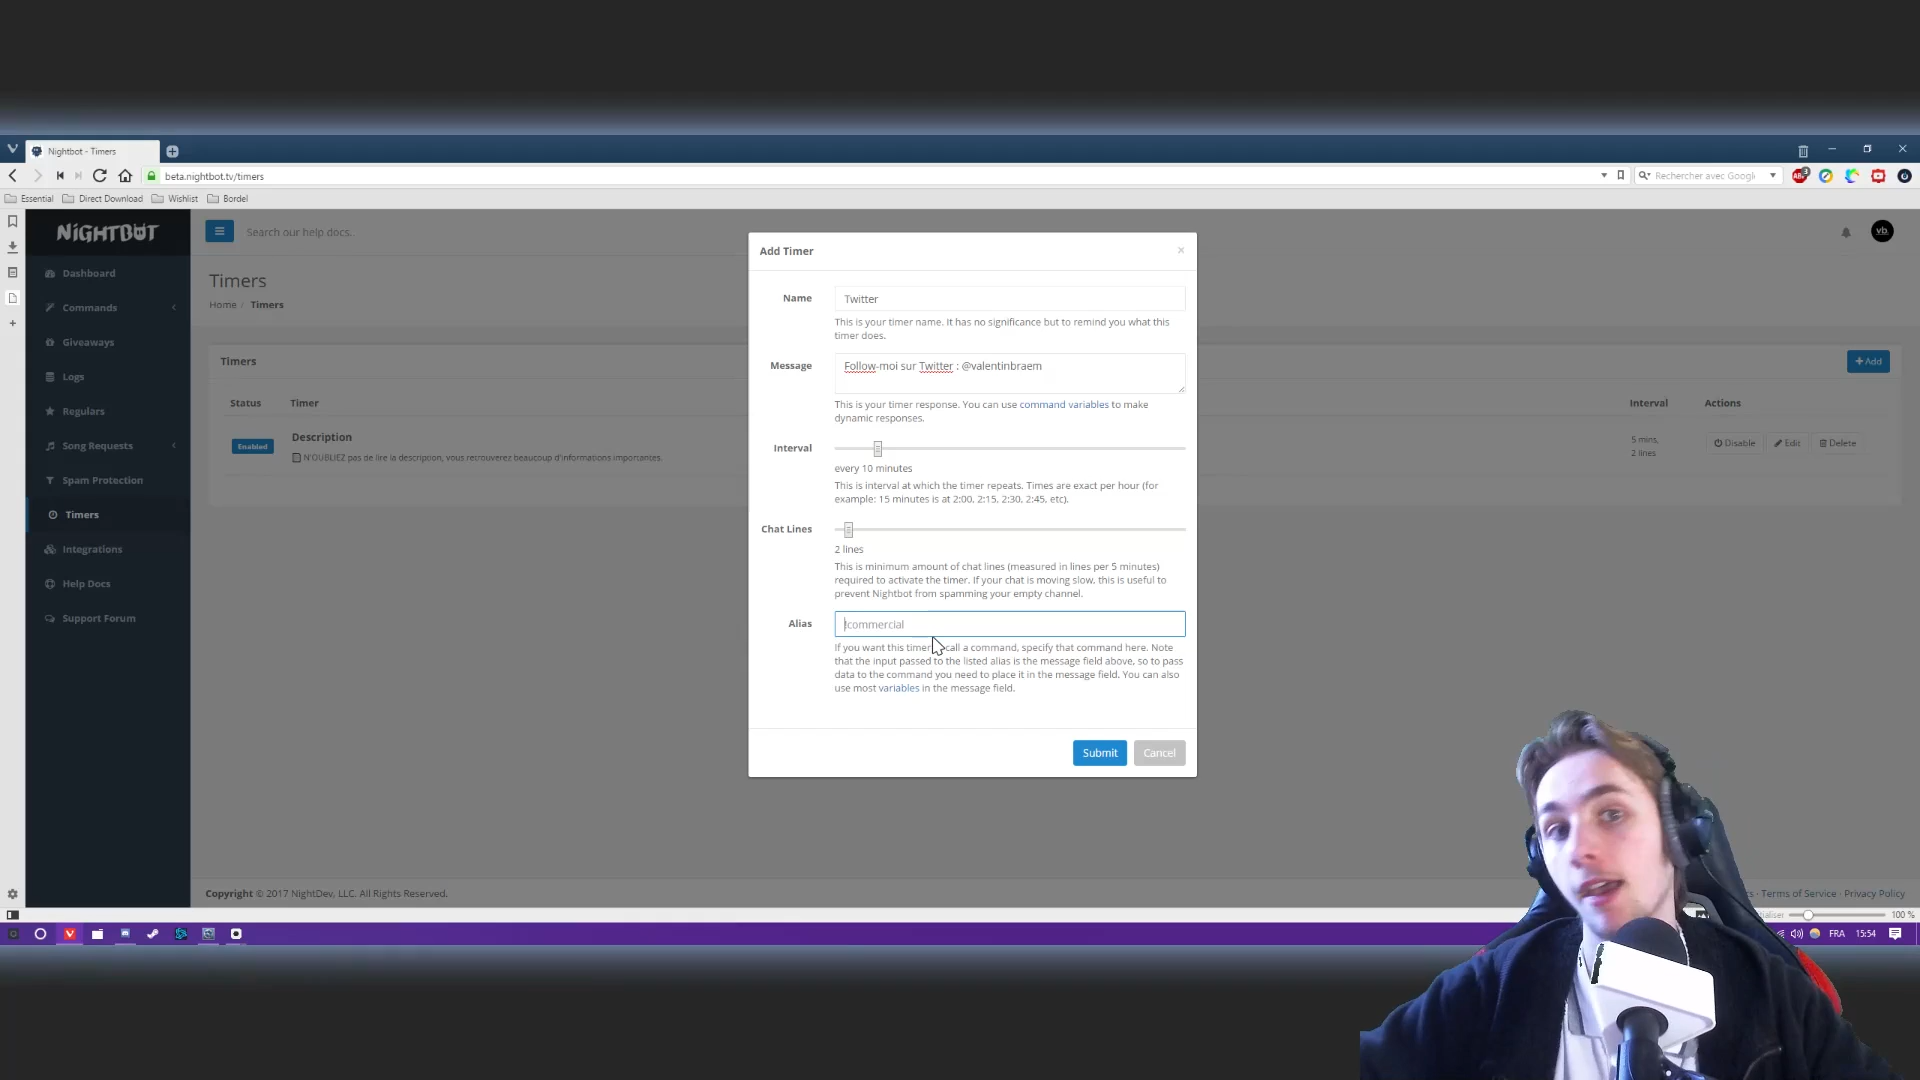 Nightbot - Timers
beta.nightbot.tv/timers
Rechercher avec Googl
Essential
Direct Download
Wishlist
Bordel
NiGHTBOT
Search our help docs..
vb.
Dashboard
Commands
Giveaways
Logs
Regulars
Song Requests
Spam Protection
Timers
Integrations
Help Docs
Support Forum
Timers
Home / Timers
Timers
+ Add
Status
Timer
Interval
Actions
Enabled
Description
N'OUBLIEZ pas de lire la description, vous retrouverez beaucoup d'informations importantes.
5 mins,
2 lines
Disable
Edit
Delete
Add Timer
×
Name
Twitter
This is your timer name. It has no significance but to remind you what this
timer does.
Message
Follow-moi sur Twitter : @valentinbraem
This is your timer response. You can use command variables to make
dynamic responses.
Interval
every 10 minutes
This is interval at which the timer repeats. Times are exact per hour (for
example: 15 minutes is at 2:00, 2:15, 2:30, 2:45, etc).
Chat Lines
2 lines
This is minimum amount of chat lines (measured in lines per 5 minutes)
required to activate the timer. If your chat is moving slow, this is useful to
prevent Nightbot from spamming your empty channel.
Alias
!commercial
If you want this timer call a command, specify that command here. Note
that the input passed to the listed alias is the message field above, so to pass
data to the command you need to place it in the message field. You can also
use most variables in the message field.
Submit
Cancel
Copyright © 2017 NightDev, LLC. All Rights Reserved.
- Terms of Service - Privacy Policy
100 %
FRA
15:54